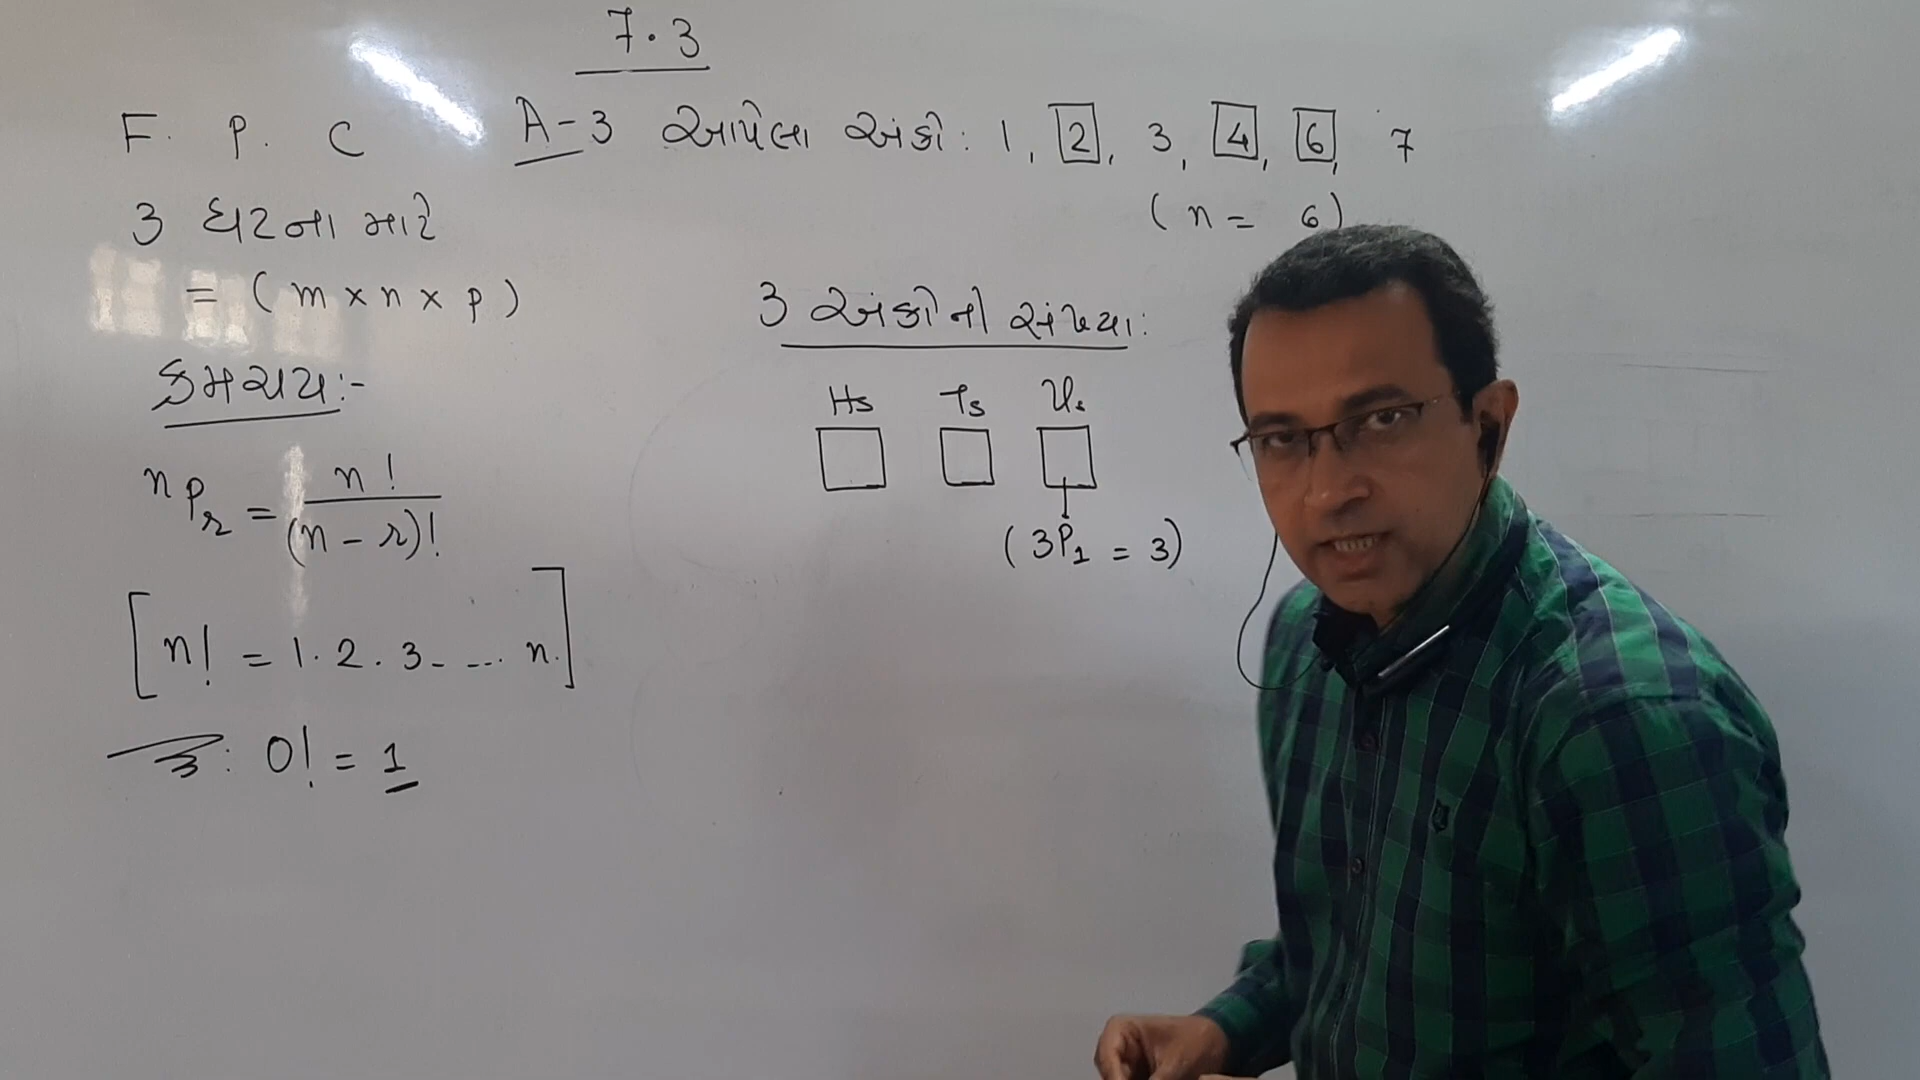 7.3
F. P. C
3 ઘટના માટે
= (m × n × p)
ક્રમચય:-
nPr = n! / (n - r)!
[n! = 1. 2. 3- --- n.]
: 0! = 1
A-3 આપેલા અંકો: 1, 2, 3, 4, 6, 7
(n = 6)
3 અંકોની સંખ્યા:
Hs Ts Us
(3P1 = 3)